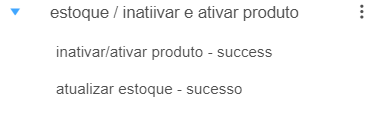 estoque / inatiivar e ativar produto
inativar/ativar produto - success
atualizar estoque - sucesso